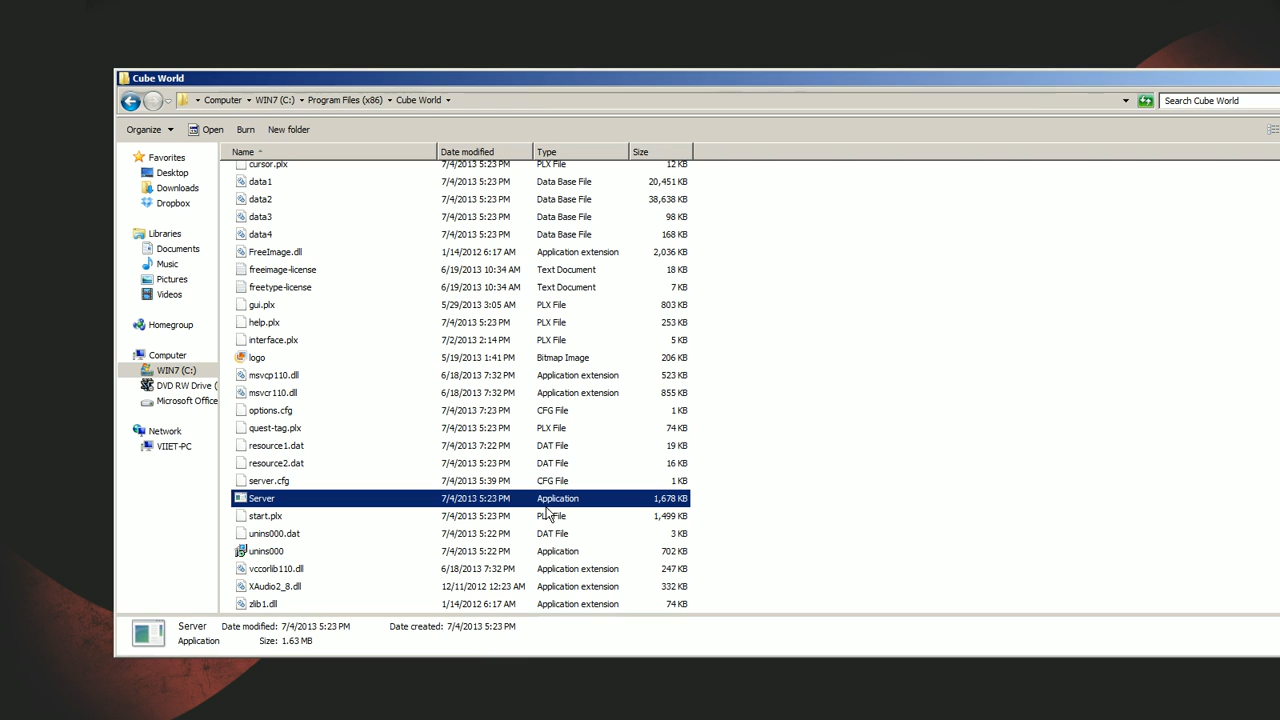 Cube World
Computer WIN7 (C:) Program Files (x86) Cube World Search Cube World
Organize Open Burn New folder
Favorites
Desktop
Downloads
Dropbox
Libraries
Documents
Music
Pictures
Videos
Homegroup
Computer
WIN7 (C:)
DVD RW Drive (
Microsoft Office
Network
VIIET-PC
Name Date modified Type Size
cursor.plx 7/4/2013 5:23 PM PLX File 12 KB
data1 7/4/2013 5:23 PM Data Base File 20,451 KB
data2 7/4/2013 5:23 PM Data Base File 38,638 KB
data3 7/4/2013 5:23 PM Data Base File 98 KB
data4 7/4/2013 5:23 PM Data Base File 168 KB
FreeImage.dll 1/14/2012 6:17 AM Application extension 2,036 KB
freeimage-license 6/19/2013 10:34 AM Text Document 18 KB
freetype-license 6/19/2013 10:34 AM Text Document 7 KB
gui.plx 5/29/2013 3:05 AM PLX File 803 KB
help.plx 7/4/2013 5:23 PM PLX File 253 KB
interface.plx 7/2/2013 2:14 PM PLX File 5 KB
logo 5/19/2013 1:41 PM Bitmap Image 206 KB
msvcp110.dll 6/18/2013 7:32 PM Application extension 523 KB
msvcr110.dll 6/18/2013 7:32 PM Application extension 855 KB
options.cfg 7/4/2013 7:23 PM CFG File 1 KB
quest-tag.plx 7/4/2013 5:23 PM PLX File 74 KB
resource1.dat 7/4/2013 7:22 PM DAT File 19 KB
resource2.dat 7/4/2013 5:23 PM DAT File 16 KB
server.cfg 7/4/2013 5:39 PM CFG File 1 KB
Server 7/4/2013 5:23 PM Application 1,678 KB
start.plx 7/4/2013 5:23 PM PLX File 1,499 KB
unins000.dat 7/4/2013 5:22 PM DAT File 3 KB
unins000 7/4/2013 5:22 PM Application 702 KB
vccorlib110.dll 6/18/2013 7:32 PM Application extension 247 KB
XAudio2_8.dll 12/11/2012 12:23 AM Application extension 332 KB
zlib1.dll 1/14/2012 6:17 AM Application extension 74 KB
Server Date modified: 7/4/2013 5:23 PM Date created: 7/4/2013 5:23 PM
Application Size: 1.63 MB